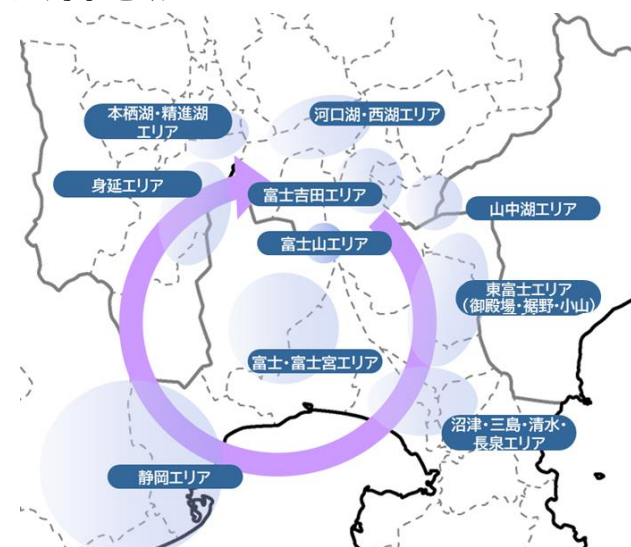 本栖湖・精進湖
エリア
河口湖・西湖エリア
身延エリア
富士吉田エリア
山中湖エリア
富士山エリア
東富士エリア
(御殿場・裾野・小山)
富士・富士宮エリア
沼津・三島・清水・
長泉エリア
静岡エリア